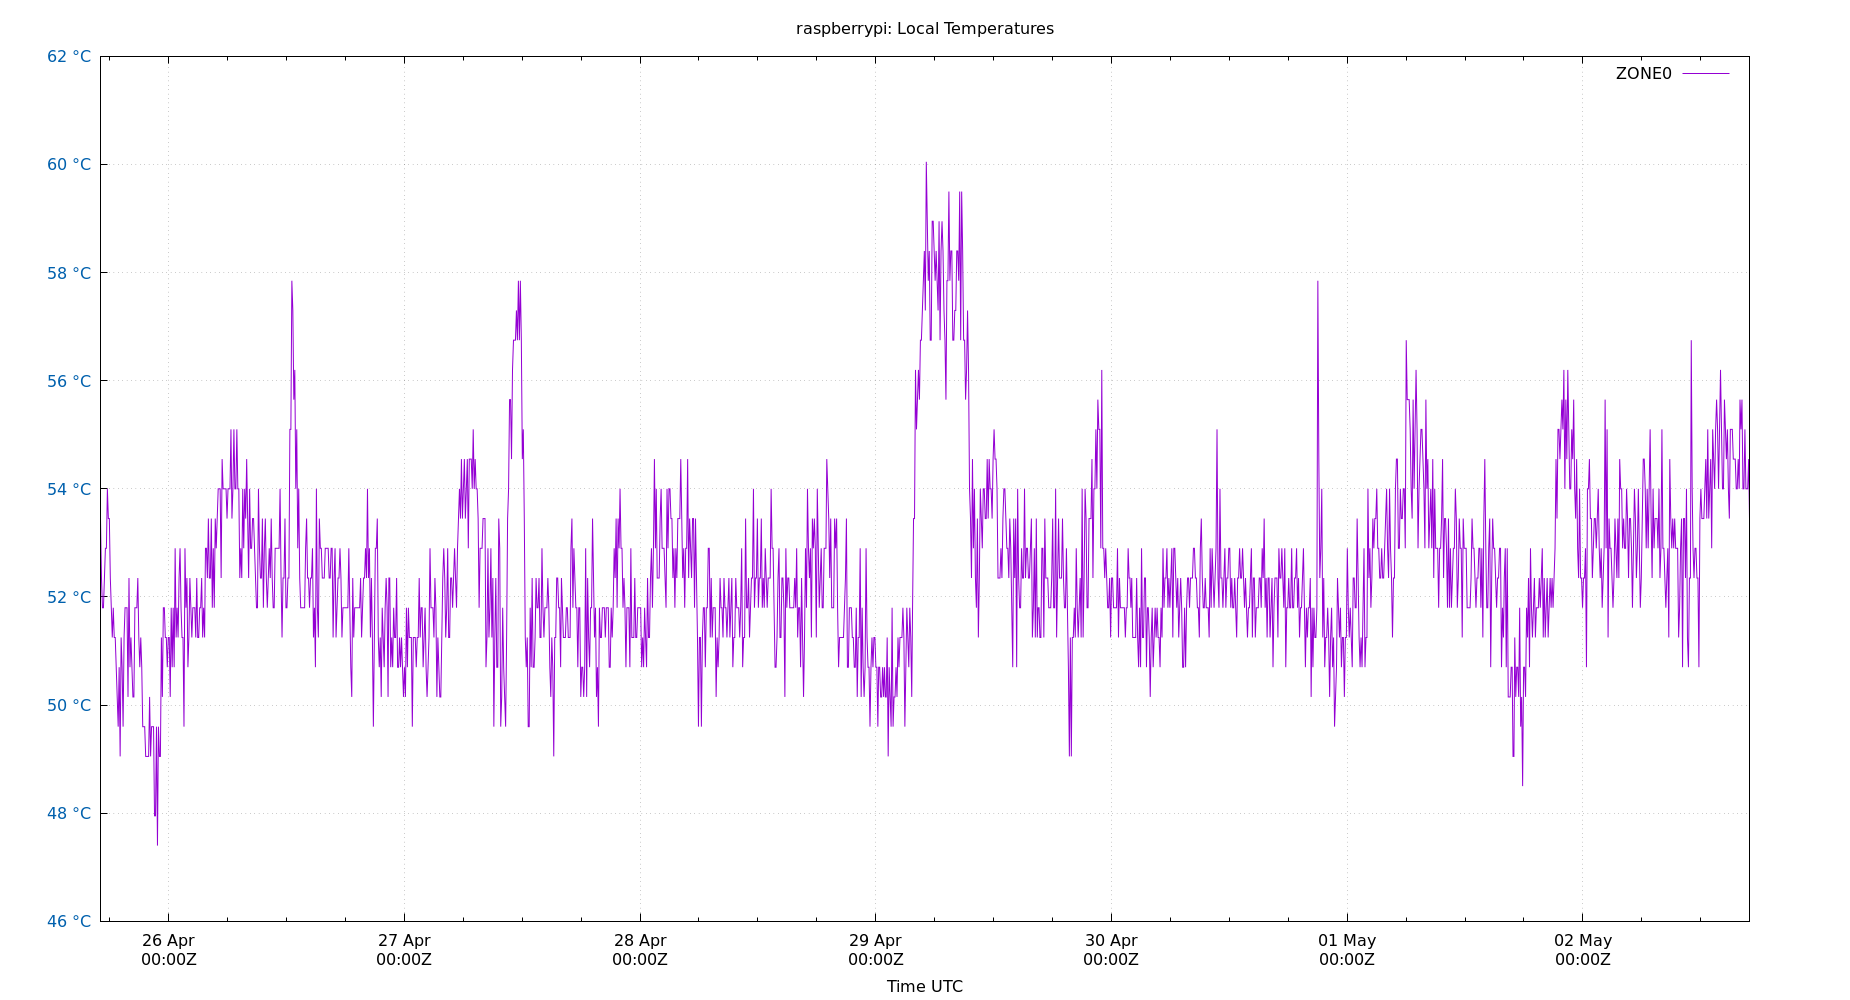 raspberrypi: Local Temperatures
62 °C
ZONE0
60 °C
58 °C
56 °C
54 °C
52 °C
50 °C
48 °C
46 °C
26 Apr 27 Apr 28 Apr 29 Apr 30 Apr 01 May 02 May
00:00Z 00:00Z 00:00Z 00:00Z 00:00Z 00:00Z 00:00Z
Time UTC